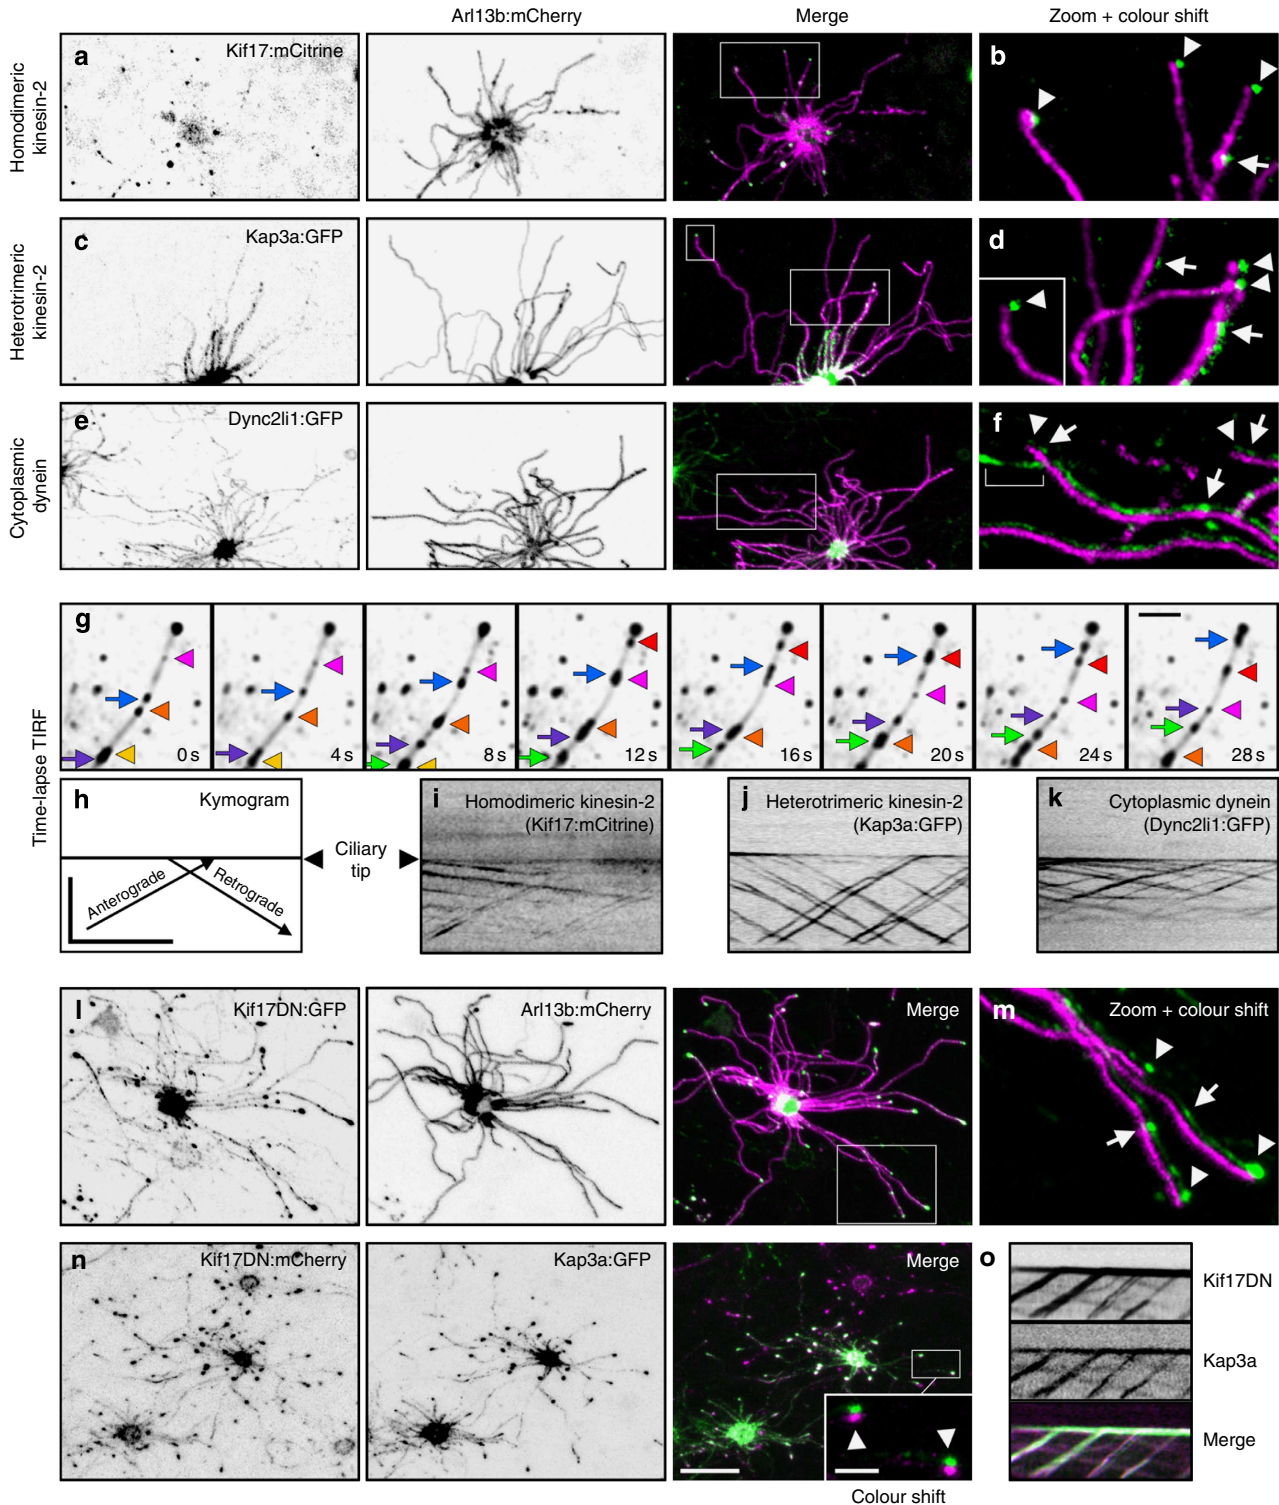 Arl13b:mCherry
Merge
Zoom + colour shift
Homodimeric
kinesin-2
a
Kif17:mCitrine
b
Heterotrimeric
kinesin-2
c
Kap3a:GFP
d
Cytoplasmic
dynein
e
Dync2li1:GFP
f
Time-lapse TIRF
g
0 s
4 s
8 s
12 s
16 s
20 s
24 s
28 s
h
Kymogram
Anterograde
Retrograde
Ciliary
tip
i
Homodimeric kinesin-2
(Kif17:mCitrine)
j
Heterotrimeric kinesin-2
(Kap3a:GFP)
k
Cytoplasmic dynein
(Dync2li1:GFP)
l
Kif17DN:GFP
Arl13b:mCherry
Merge
m
Zoom + colour shift
n
Kif17DN:mCherry
Kap3a:GFP
Merge
Colour shift
o
Kif17DN
Kap3a
Merge